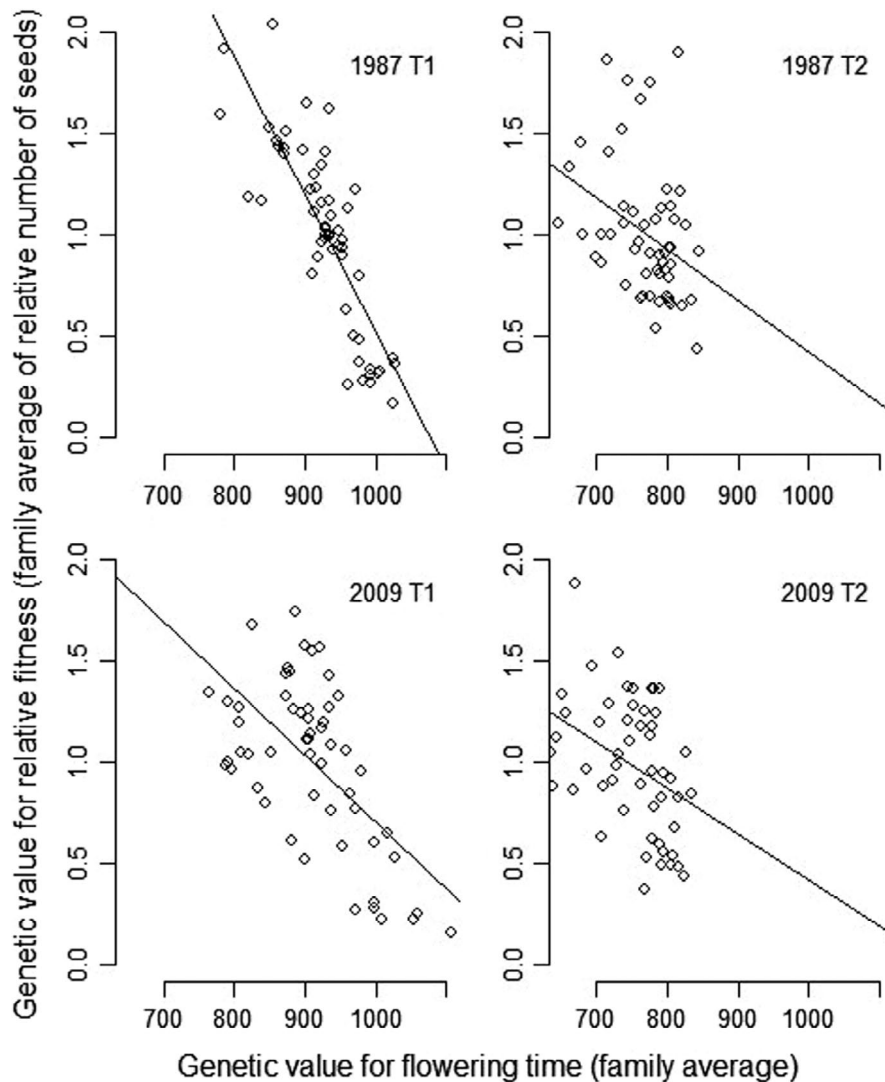 Genetic value for relative fitness (family average of relative number of seeds)
1987 T1
0.0 0.5 1.0 1.5 2.0
700 800 900 1000
1987 T2
0.0 0.5 1.0 1.5 2.0
700 800 900 1000
2009 T1
0.0 0.5 1.0 1.5 2.0
700 800 900 1000
2009 T2
0.0 0.5 1.0 1.5 2.0
700 800 900 1000
Genetic value for flowering time (family average)